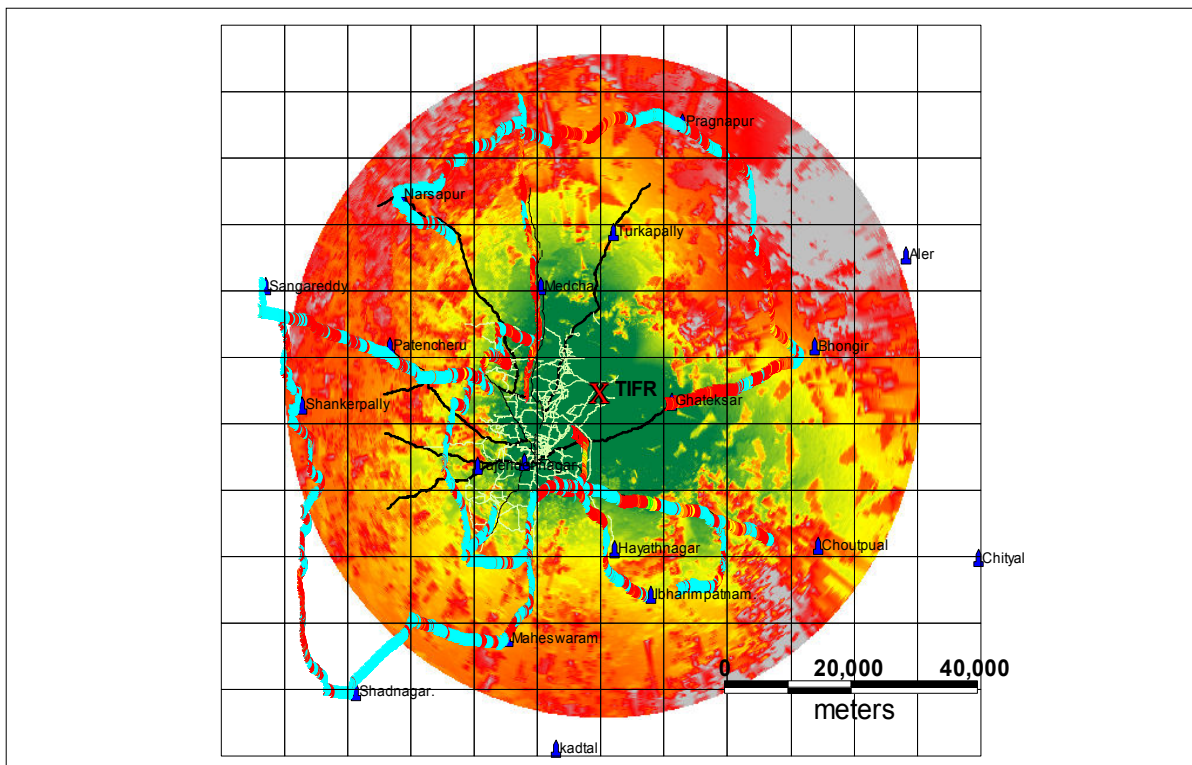 Pragnapur
Narsapur
Turkapally
Aler
Sangareddy
Medchal
Patencheru
Bhongir
TIFR
Shankerpally
Ghateksar
Hayathnagar
Choutpual
Chityal
Ibharimpatnam
Maheswaram
0 20,000 40,000
meters
Shadnagar.
kadtal